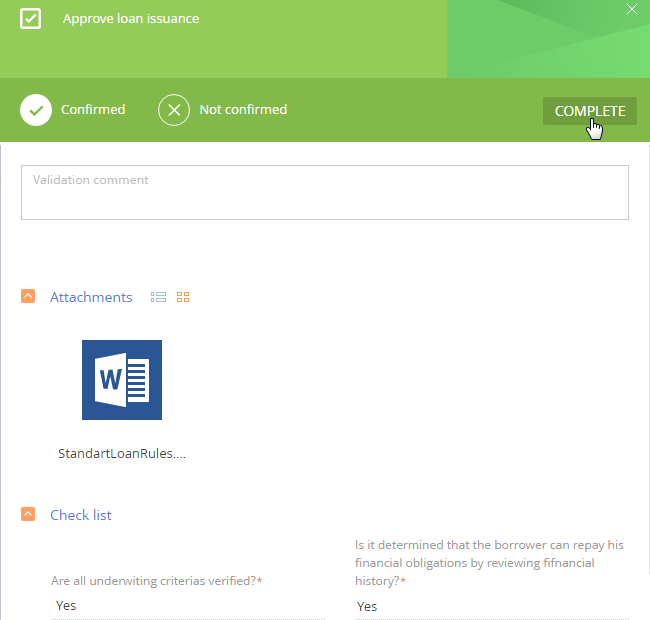 Approve loan issuance
Confirmed
Not confirmed
COMPLETE
Validation comment
Attachments
W
StandartLoanRules....
Check list
Is it determined that the borrower can repay his
financial obligations by reviewing fifnancial
Are all underwiting criterias verified?*
history?*
Yes
Yes